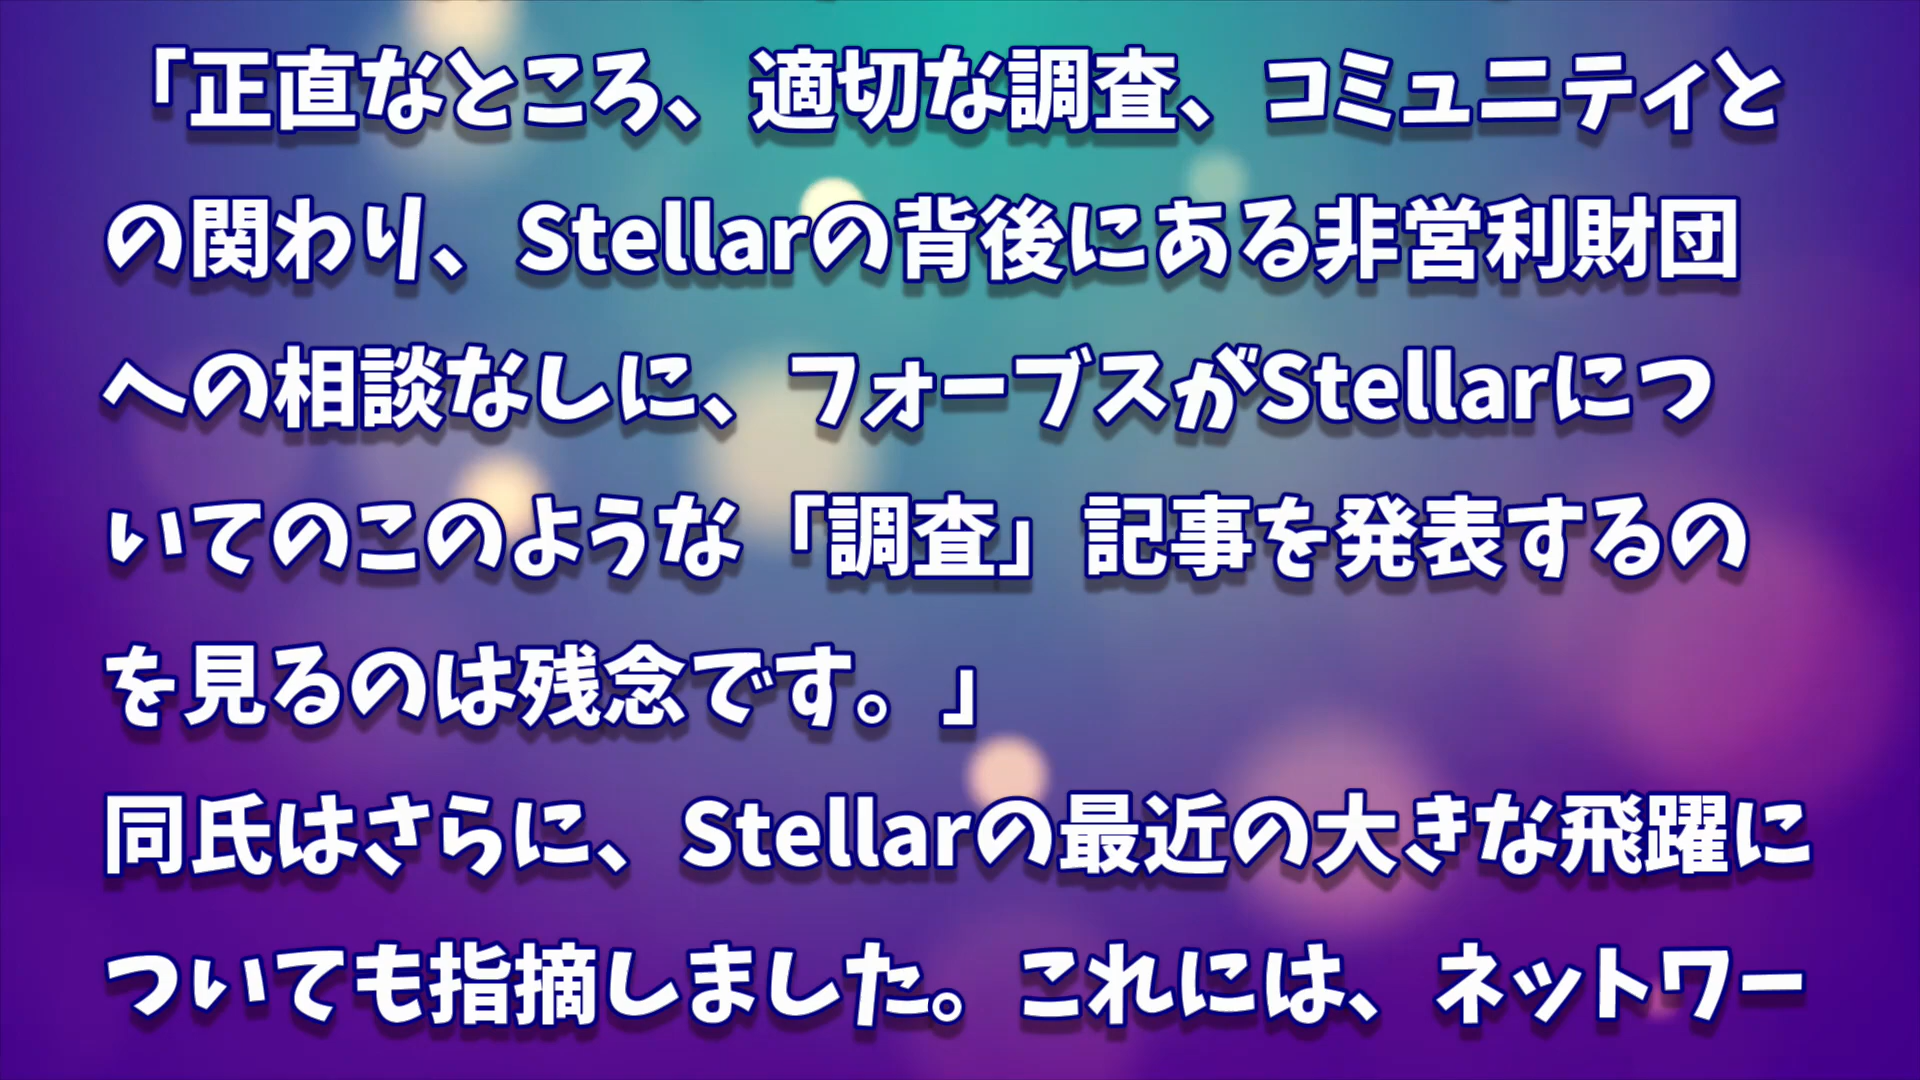 「正直なところ、適切な調査、コミュニティと
の関わり、Stellarの背後にある非営利財団
への相談なしに、フォーブスがStellarにつ
いてのこのような「調査」記事を発表するの
を見るのは残念です。」
同氏はさらに、Stellarの最近の大きな飛躍に
ついても指摘しました。これには、ネットワー